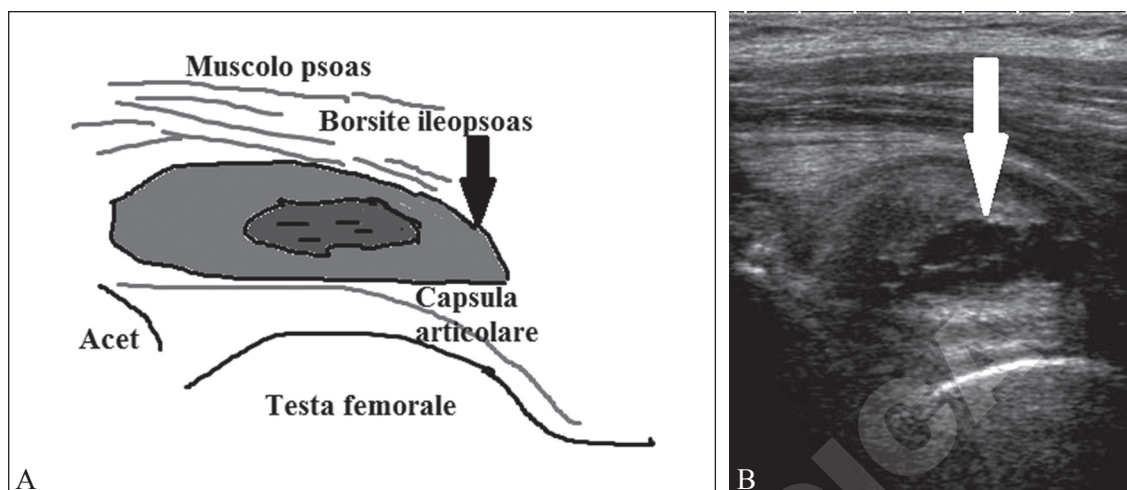 Muscolo psoas
Borsite ileopsoas
Capsula
articolare
Acet
Testa femorale
A
B